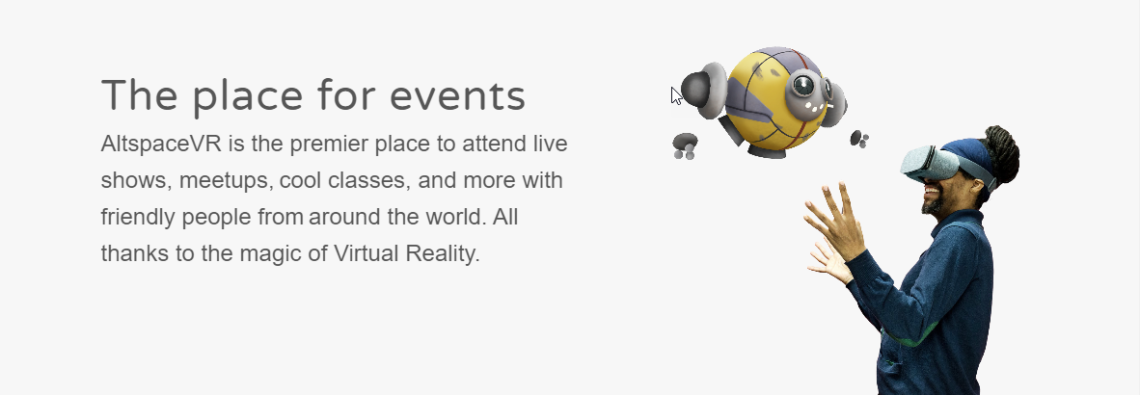 The place for events
AltspaceVR is the premier place to attend live
shows, meetups, cool classes, and more with
friendly people from around the world. All
thanks to the magic of Virtual Reality.